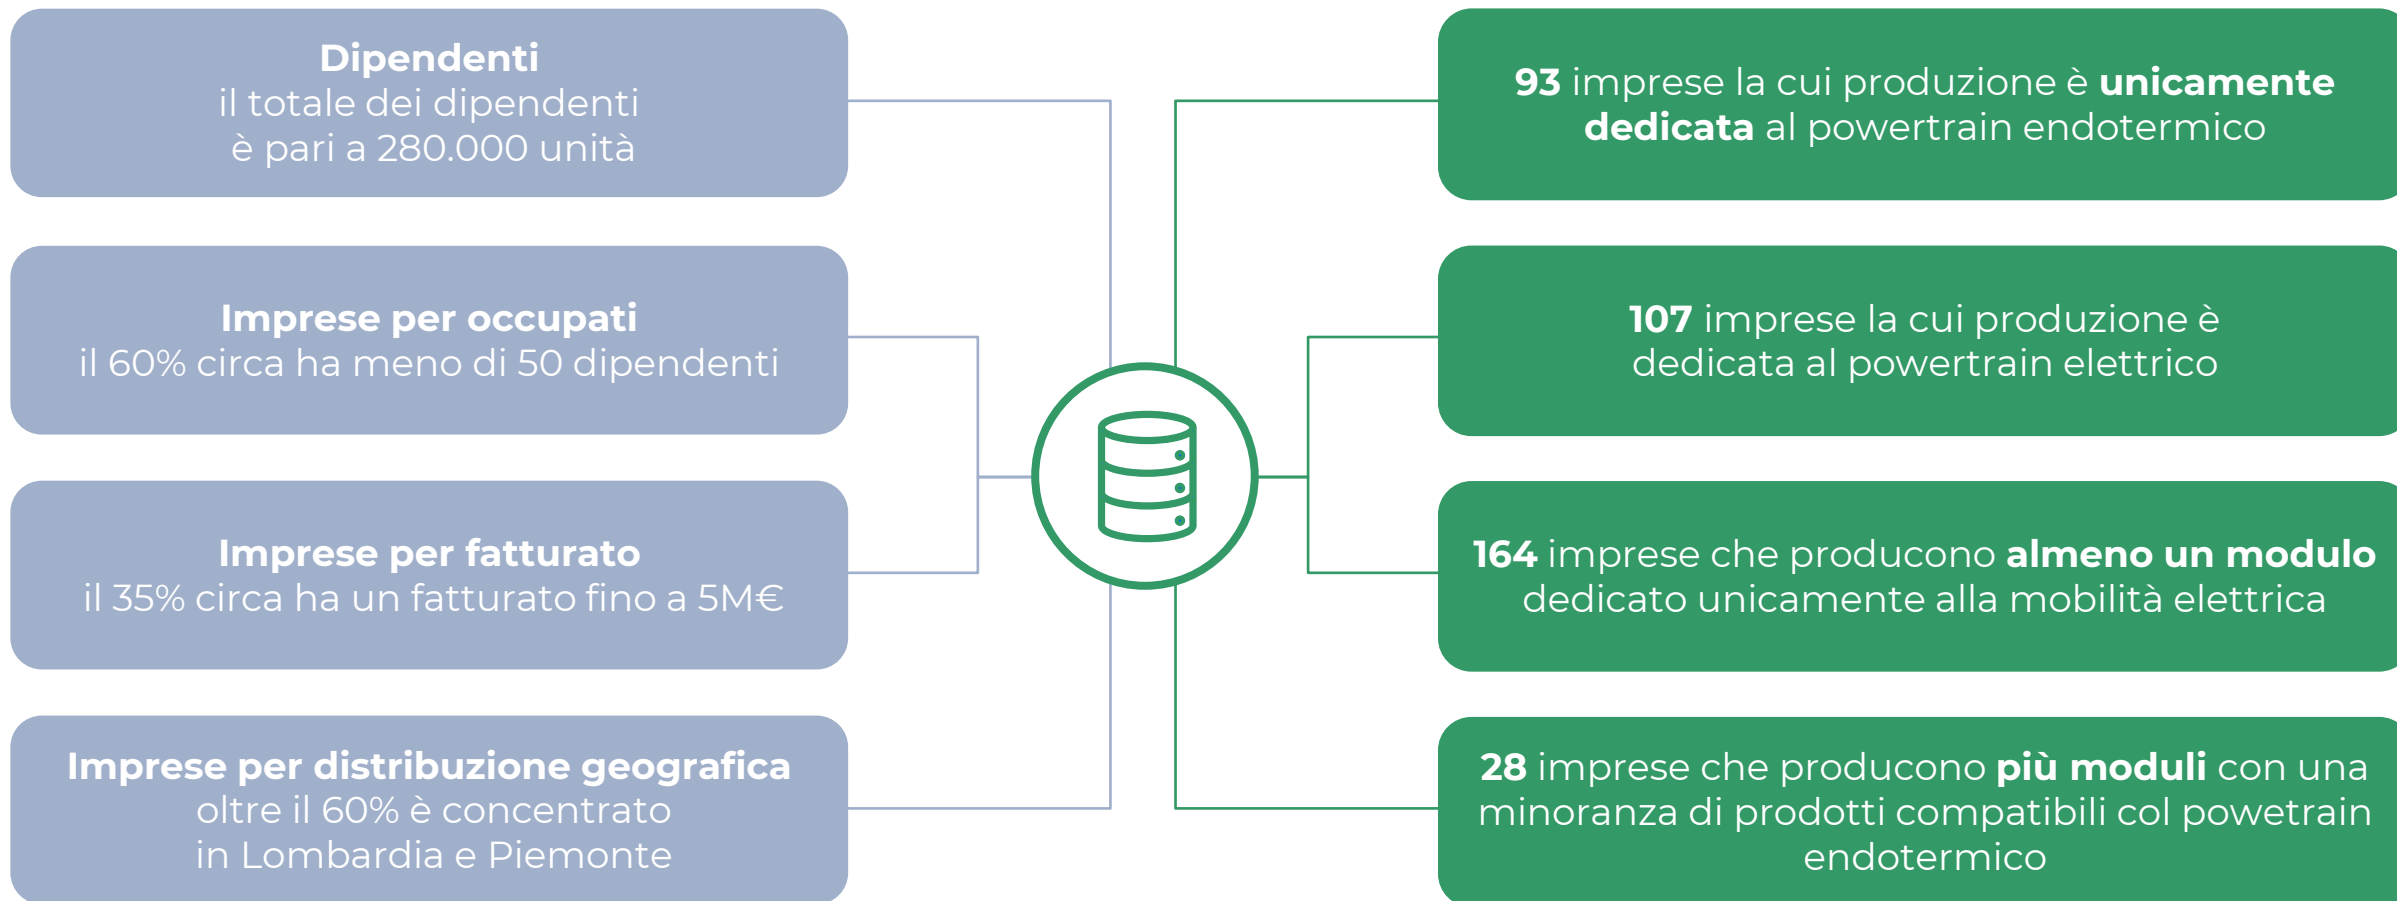 Dipendenti
il totale dei dipendenti
è pari a 280.000 unità
Imprese per occupati
il 60% circa ha meno di 50 dipendenti
Imprese per fatturato
il 35% circa ha un fatturato fino a 5M€
Imprese per distribuzione geografica
oltre il 60% è concentrato
in Lombardia e Piemonte
93 imprese la cui produzione è unicamente
dedicata al powertrain endotermico
107 imprese la cui produzione è
dedicata al powertrain elettrico
164 imprese che producono almeno un modulo
dedicato unicamente alla mobilità elettrica
28 imprese che producono più moduli con una
minoranza di prodotti compatibili col powetrain
endotermico